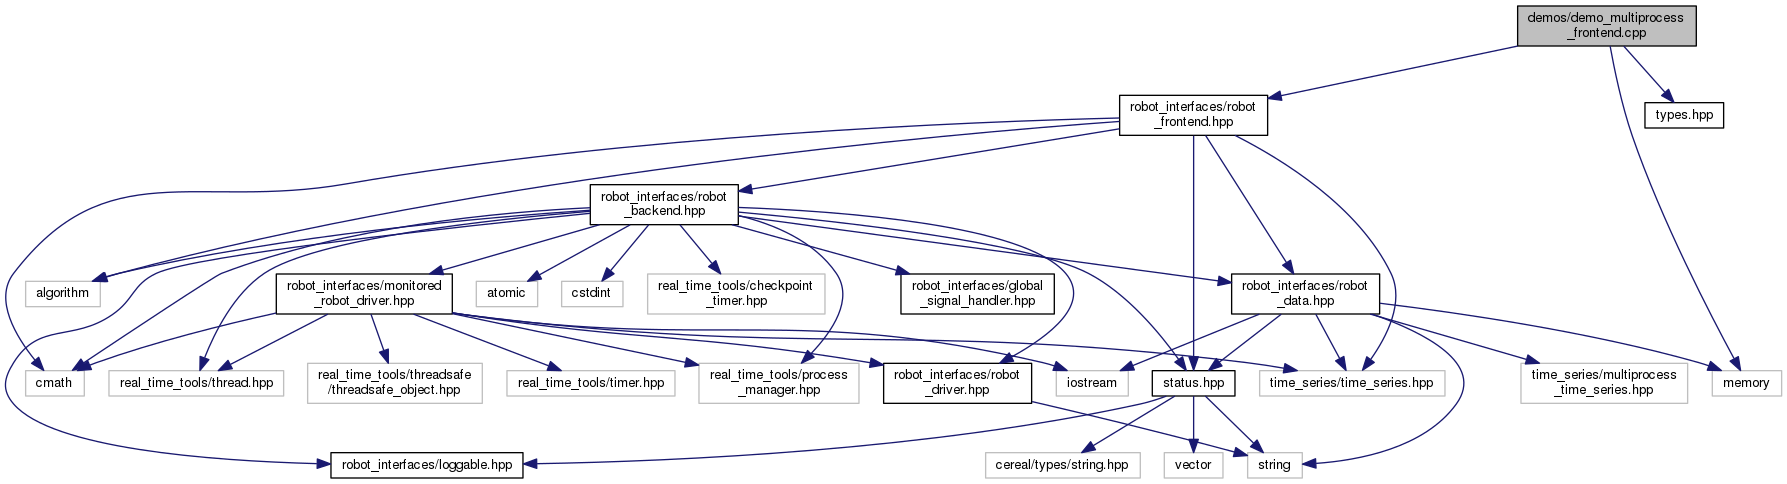 demos/demo_multiprocess
_frontend.cpp
robot_interfaces/robot
_frontend.hpp
types.hpp
robot_interfaces/robot
_backend.hpp
algorithm
robot_interfaces/monitored
_robot_driver.hpp
atomic
cstdint
real_time_tools/checkpoint
_timer.hpp
robot_interfaces/global
_signal_handler.hpp
robot_interfaces/robot
_data.hpp
cmath
real_time_tools/thread.hpp
real_time_tools/threadsafe
/threadsafe_object.hpp
real_time_tools/timer.hpp
real_time_tools/process
_manager.hpp
robot_interfaces/robot
_driver.hpp
iostream
status.hpp
time_series/time_series.hpp
time_series/multiprocess
_time_series.hpp
memory
robot_interfaces/loggable.hpp
cereal/types/string.hpp
vector
string